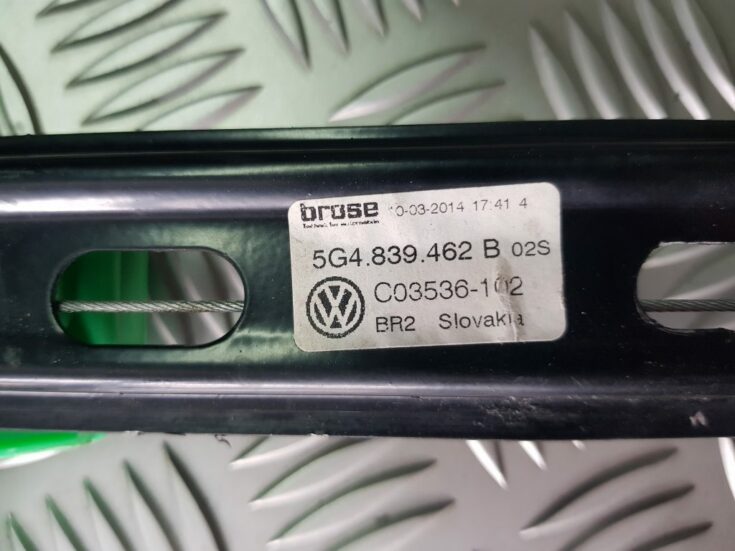 brose 10-03-2014 17:41 4
5G4.839.462 B 02S
C03536-102
BR2 Slovakia